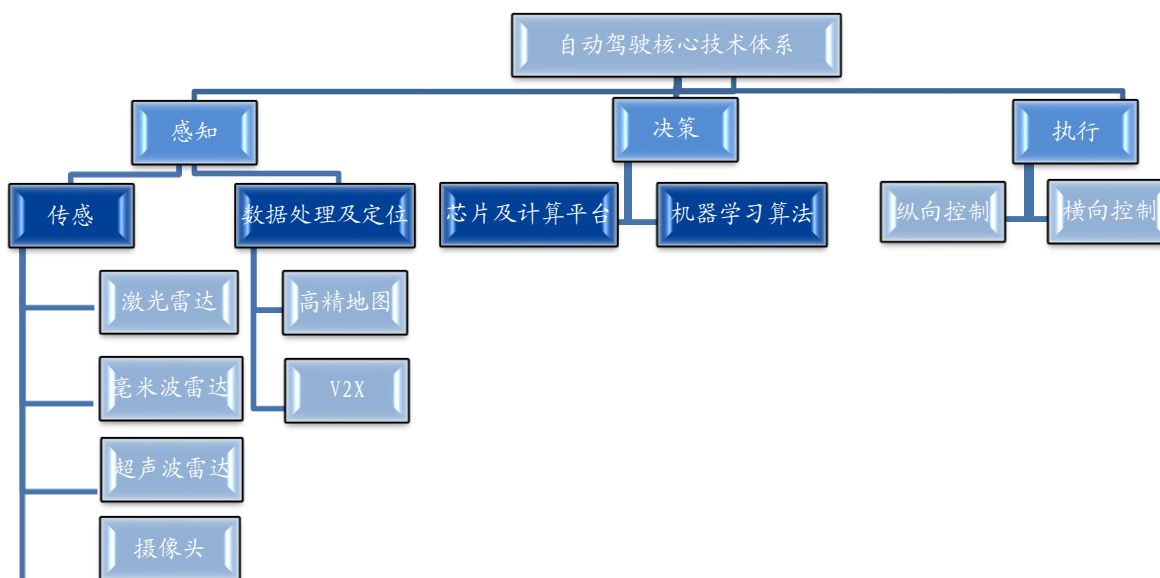 自动驾驶核心技术体系
感知
决策
执行
传感
数据处理及定位
芯片及计算平台
机器学习算法
纵向控制
横向控制
激光雷达
高精地图
毫米波雷达
V2X
超声波雷达
摄像头